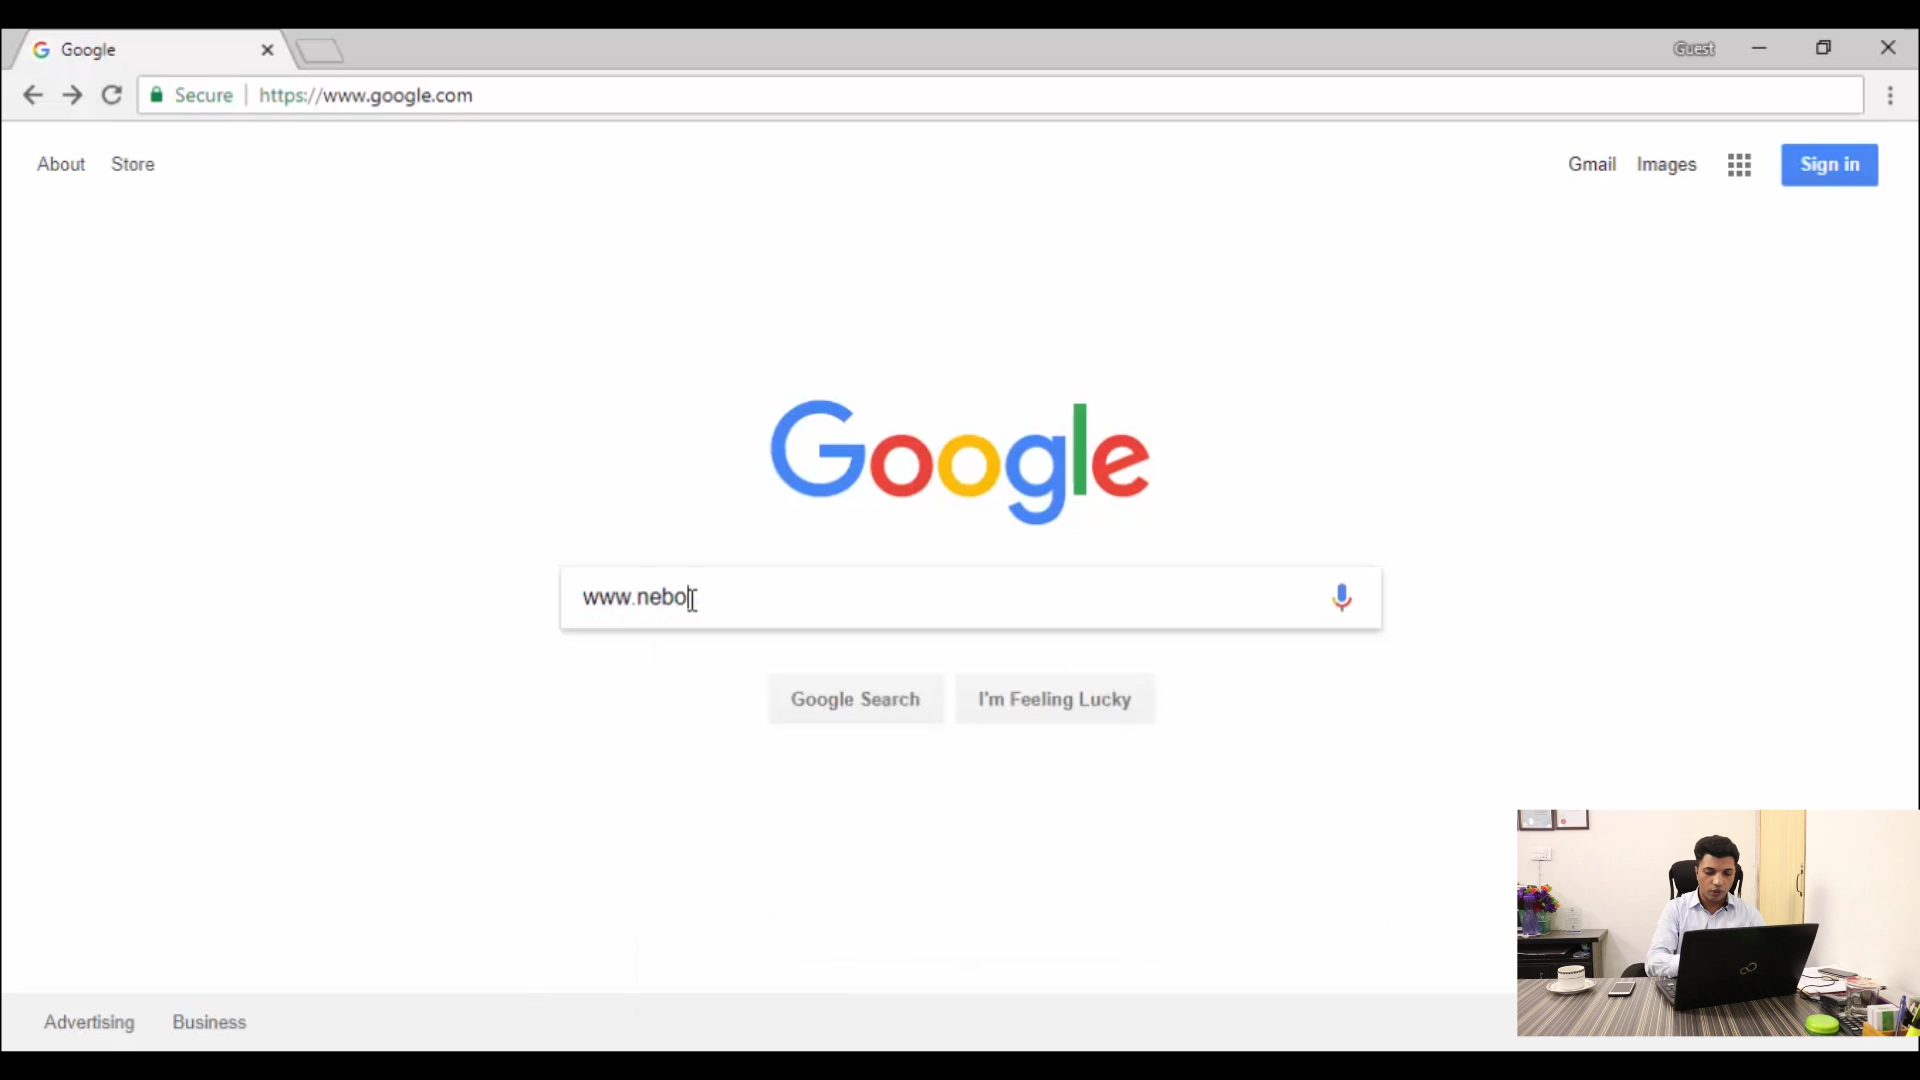 Google
Guest
Secure https://www.google.com
About Store
Gmail Images Sign in
Google
www.nebo
Google Search I'm Feeling Lucky
Advertising Business